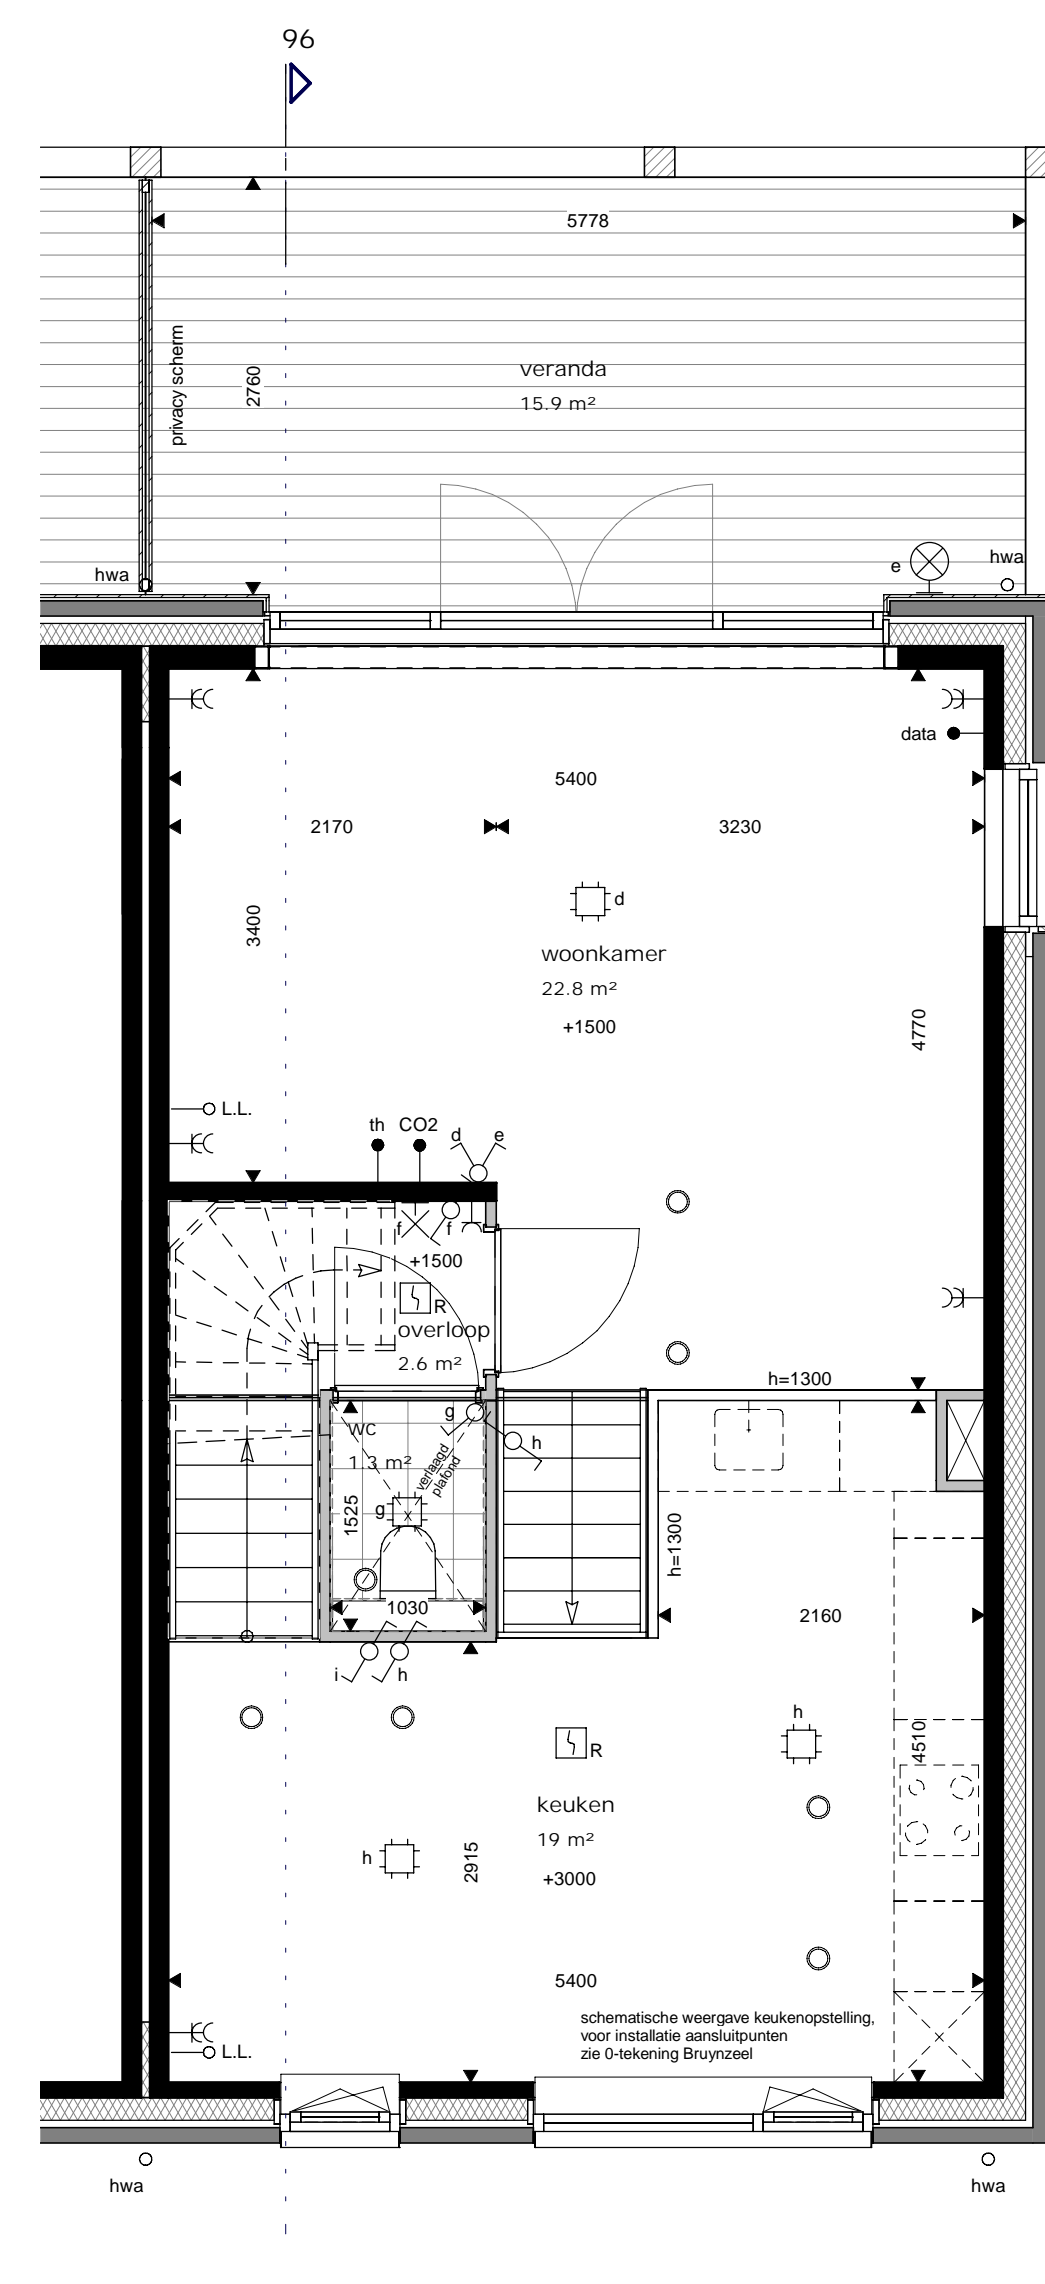 96
5778
privacy scherm
2760
veranda
15.9 m²
hwa
e
hwa
data
5400
2170
3230
d
3400
woonkamer
22.8 m²
+1500
4770
L.L.
th
CO2
d
e
f
f
+1500
R
overloop
2.6 m²
h=1300
g
wc
1.3 m²
verlaagd
plafond
h
1525
g
h=1300
1030
2160
i
h
R
h
4510
keuken
19 m²
+3000
h
2915
5400
schematische weergave keukenopstelling,
voor installatie aansluitpunten
zie 0-tekening Bruynzeel
L.L.
hwa
hwa